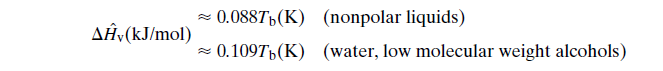 ≈ 0.088T_b(K) (nonpolar liquids)
ΔĤ_v(kJ/mol)
≈ 0.109T_b(K) (water, low molecular weight alcohols)